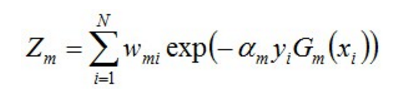 $Z_m = \sum_{i=1}^{N} w_{mi} \exp(-\alpha_m y_i G_m(x_i))$